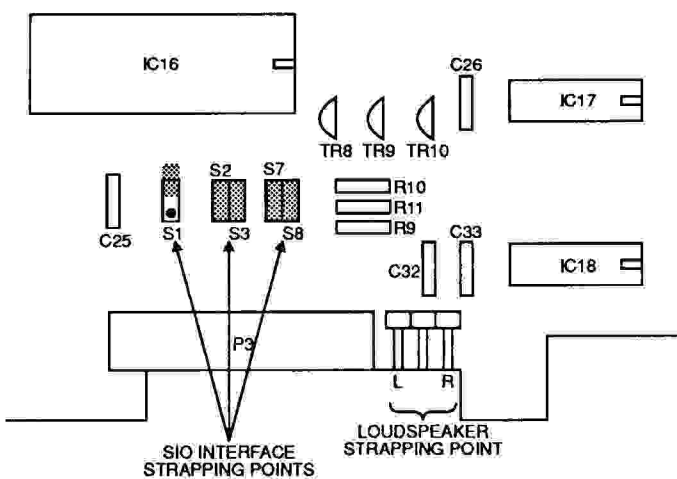 IC16
C26
IC17
TR8 TR9 TR10
S2 S7
R10
R11
R9
C25
S1 S3 S8
C33
C32
IC18
P3
L R
SIO INTERFACE
STRAPPING POINTS
LOUDSPEAKER
STRAPPING POINT